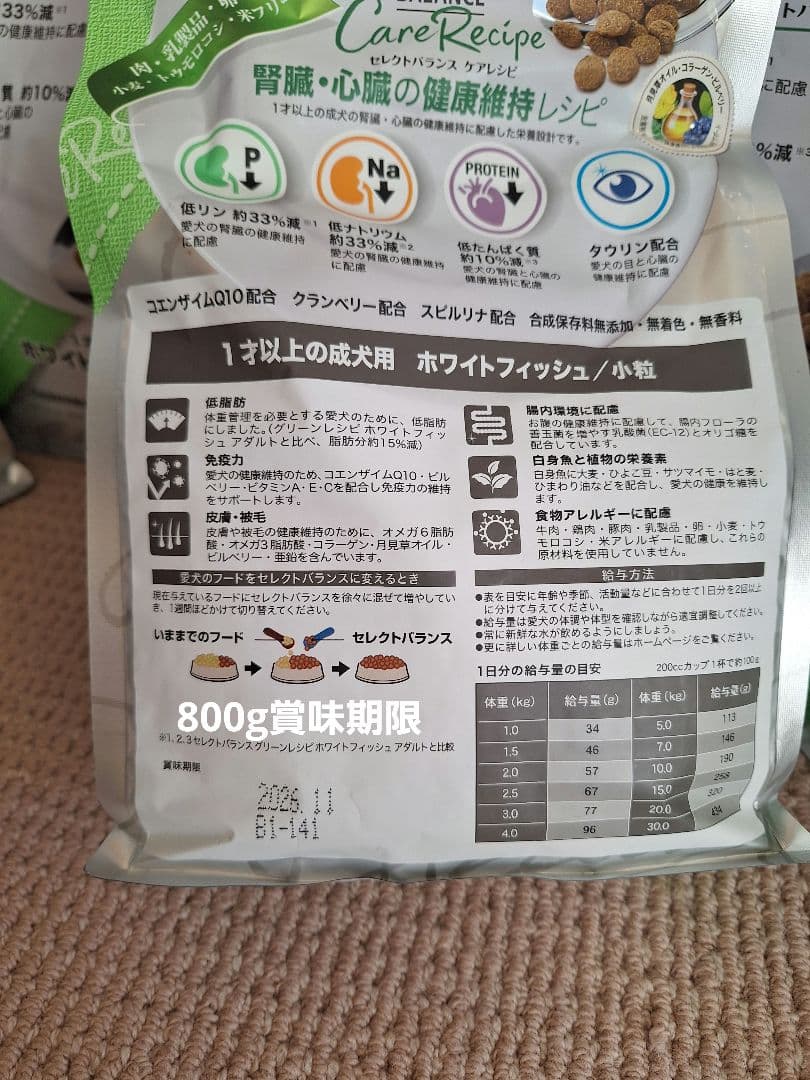 BALANCE
Care Recipe
セレクトバランス ケアレシピ
肉・乳製品・卵
小麦・トウモロコシ・米フリー
腎臓・心臓の健康維持レシピ
1才以上の成犬の腎臓・心臓の健康維持に配慮した栄養設計です。
月見草オイル・コラーゲン・ビルベリー
P
Na
PROTEIN
低リン 約33%減※1
愛犬の腎臓の健康維持
に配慮
低ナトリウム
約33%減※2
愛犬の腎臓の健康維持
に配慮
低たんぱく質
約10%減※3
愛犬の腎臓と心臓の
健康維持に配慮
タウリン配合
愛犬の目と心臓の
健康維持に配慮
コエンザイムQ10配合 クランベリー配合 スピルリナ配合 合成保存料無添加・無着色・無香料
1才以上の成犬用 ホワイトフィッシュ/小粒
低脂肪
体重管理を必要とする愛犬のために、低脂肪
にしました。(グリーンレシピ ホワイトフィッ
シュ アダルトと比べ、脂肪分約15%減)
免疫力
愛犬の健康維持のため、コエンザイムQ10・ビル
ベリー・ビタミンA・E・Cを配合し免疫力の維持
をサポートします。
皮膚・被毛
皮膚や被毛の健康維持のために、オメガ6脂肪
酸・オメガ3脂肪酸・コラーゲン・月見草オイル・
ビルベリー・亜鉛を含んでいます。
腸内環境に配慮
お腹の健康維持に配慮して、腸内フローラの
善玉菌を増やす乳酸菌(EC-12)とオリゴ糖を
配合しています。
白身魚と植物の栄養素
白身魚に大麦・ひよこ豆・サツマイモ・はと麦・
ひまわり油などを配合し、愛犬の健康を維持し
ます。
食物アレルギーに配慮
牛肉・鶏肉・豚肉・乳製品・卵・小麦・トウ
モロコシ・米アレルギーに配慮し、これらの
原材料を使用していません。
愛犬のフードをセレクトバランスに変えるとき
現在与えているフードにセレクトバランスを徐々に混ぜて増やしてい
き、1週間ほどかけて切り替えてください。
いままでのフード セレクトバランス
800g賞味期限
※1,2,3セレクトバランスグリーンレシピ ホワイトフィッシュ アダルトと比較
賞味期限
2026.11
B1-141
給与方法
●表を目安に年齢や季節、活動量などに合わせて1日分を2回以上
に分けて与えてください。
●給与量は愛犬の体調や体型を確認しながら適宜調整してください。
●常に新鮮な水が飲めるようにしましょう。
●更に詳しい体重ごとの給与量はホームページをご覧ください。
1日分の給与量の目安 200ccカップ1杯で約100g
体重(kg) 給与量(g) 体重(kg) 給与量(g)
1.0 34 5.0 113
1.5 46 7.0 146
2.0 57 10.0 190
2.5 67 15.0 258
3.0 77 20.0 320
4.0 96 30.0
33%減※1
の健康維持に配慮
質 約10%
に配慮
%減※3